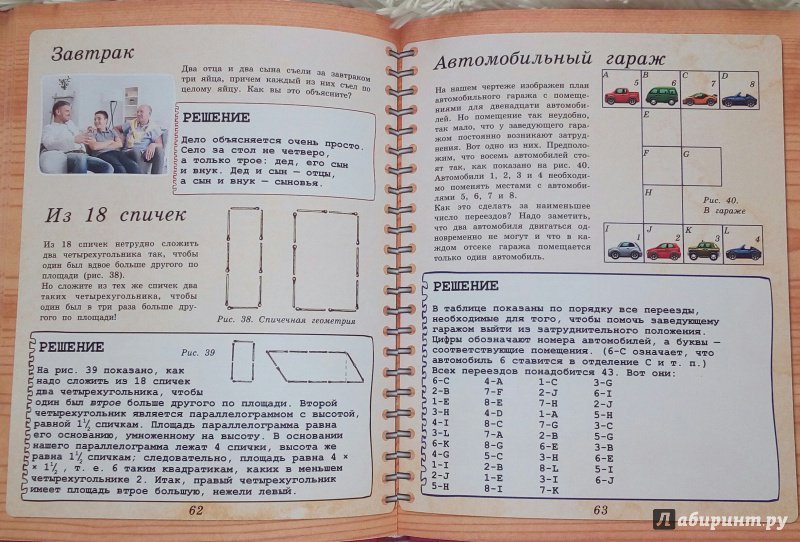 Завтрак
Два отца и два сына съели за завтраком
три яйца, причем каждый из них съел по
целому яйцу. Как вы это объясните?
РЕШЕНИЕ
Дело объясняется очень просто.
Село за стол не четверо,
а только трое: дед, его сын
и внук. Дед и сын — отцы,
а сын и внук — сыновья.
Из 18 спичек
Из 18 спичек нетрудно сложить
два четырехугольника так, чтобы
один был вдвое больше другого по
площади (рис. 38).
Но сложите из тех же спичек два
таких четырехугольника, чтобы
один был в три раза больше дру-
гого по площади!
Рис. 38. Спичечная геометрия
РЕШЕНИЕ
Рис. 39
На рис. 39 показано, как
надо сложить из 18 спичек
два четырехугольника, чтобы
один был втрое больше другого по площади. Второй
четырехугольник является параллелограммом с высотой,
равной 1½ спичкам. Площадь параллелограмма равна
его основанию, умноженному на высоту. В основании
нашего параллелограмма лежат 4 спички, высота же
равна 1½ спичкам; следовательно, площадь равна 4 ×
× 1½, т. е. 6 таким квадратикам, каких в меньшем
четырехугольнике 2. Итак, правый четырехугольник
имеет площадь втрое большую, нежели левый.
62
Автомобильный гараж
На нашем чертеже изображен план
автомобильного гаража с помеще-
ниями для двенадцати автомоби-
лей. Но помещение так неудобно,
так мало, что у заведующего гара-
жом постоянно возникают затруд-
нения. Вот одно из них. Предполо-
жим, что восемь автомобилей сто-
ят так, как показано на рис. 40.
Автомобили 1, 2, 3 и 4 необходи-
мо поменять местами с автомоби-
лями 5, 6, 7 и 8.
Как это сделать за наименьшее
число переездов? Надо заметить,
что два автомобиля двигаться од-
новременно не могут и что в ка-
ждом отсеке гаража помещается
только один автомобиль.
A B C D
5 6 7 8
E
F G
H
Рис. 40.
В гараже
I J K L
1 2 3 4
РЕШЕНИЕ
В таблице показаны по порядку все переезды,
необходимые для того, чтобы помочь заведующему
гаражом выйти из затруднительного положения.
Цифры обозначают номера автомобилей, а буквы —
соответствующие помещения. (6-C означает, что
автомобиль 6 ставится в отделение C и т. п.)
Всех переездов понадобится 43. Вот они:
6-C 4-A 1-C 3-G
2-B 7-F 2-J 6-I
1-E 8-E 7-H 2-J
3-H 4-D 1-A 5-H
4-I 8-C 7-G 3-C
3-L 7-A 2-B 5-G
6-K 8-G 6-E 3-B
4-G 5-C 3-H 6-E
1-I 2-B 8-L 5-I
2-J 1-E 3-I 6-J
5-H 8-I 7-K
63
Лабиринт.ру